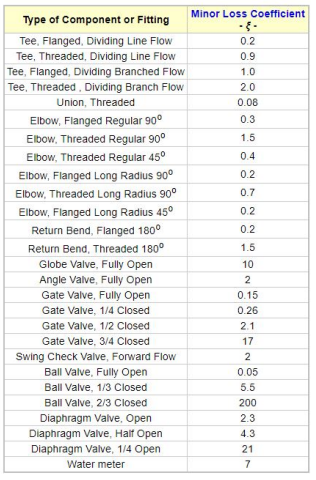 Type of Component or Fitting Minor Loss Coefficient
- ξ -
Tee, Flanged, Dividing Line Flow 0.2
Tee, Threaded, Dividing Line Flow 0.9
Tee, Flanged, Dividing Branched Flow 1.0
Tee, Threaded , Dividing Branch Flow 2.0
Union, Threaded 0.08
Elbow, Flanged Regular 90º 0.3
Elbow, Threaded Regular 90º 1.5
Elbow, Threaded Regular 45º 0.4
Elbow, Flanged Long Radius 90º 0.2
Elbow, Threaded Long Radius 90º 0.7
Elbow, Flanged Long Radius 45º 0.2
Return Bend, Flanged 180º 0.2
Return Bend, Threaded 180º 1.5
Globe Valve, Fully Open 10
Angle Valve, Fully Open 2
Gate Valve, Fully Open 0.15
Gate Valve, 1/4 Closed 0.26
Gate Valve, 1/2 Closed 2.1
Gate Valve, 3/4 Closed 17
Swing Check Valve, Forward Flow 2
Ball Valve, Fully Open 0.05
Ball Valve, 1/3 Closed 5.5
Ball Valve, 2/3 Closed 200
Diaphragm Valve, Open 2.3
Diaphragm Valve, Half Open 4.3
Diaphragm Valve, 1/4 Open 21
Water meter 7